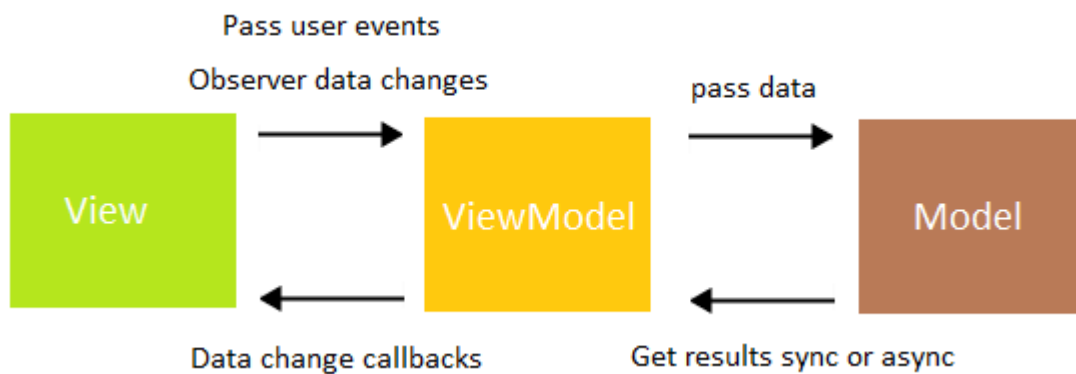 Pass user events
Observer data changes
pass data
View
ViewModel
Model
Data change callbacks
Get results sync or async